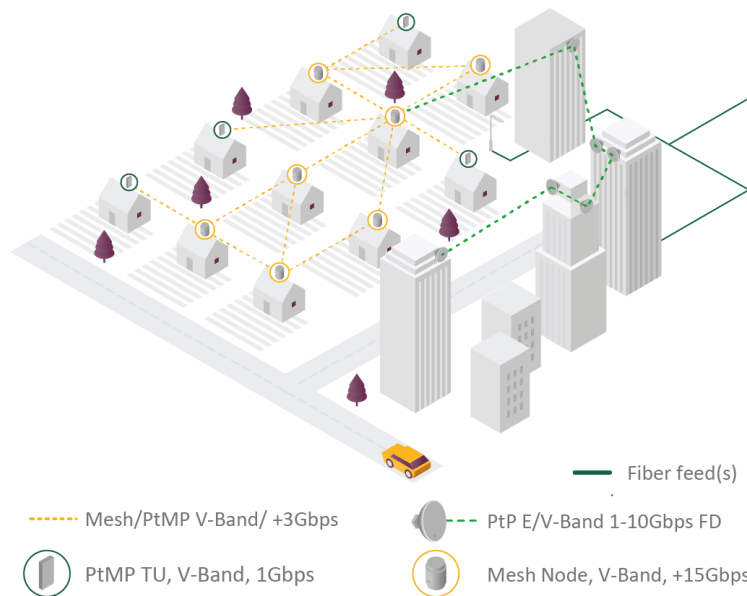 Fiber feed(s)
Mesh/PtMP V-Band/ +3Gbps
PtP E/V-Band 1-10Gbps FD
PtMP TU, V-Band, 1Gbps
Mesh Node, V-Band, +15Gbps